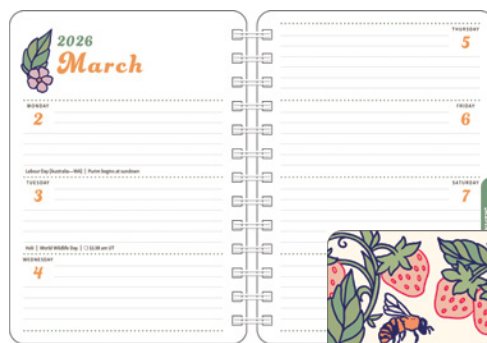 2026
March
MONDAY
2
Labour Day (Australia—WA) | Purim begins at sundown
TUESDAY
3
Holi | World Wildlife Day | ○ 11:38 am UT
WEDNESDAY
4
THURSDAY
5
FRIDAY
6
SATURDAY
7